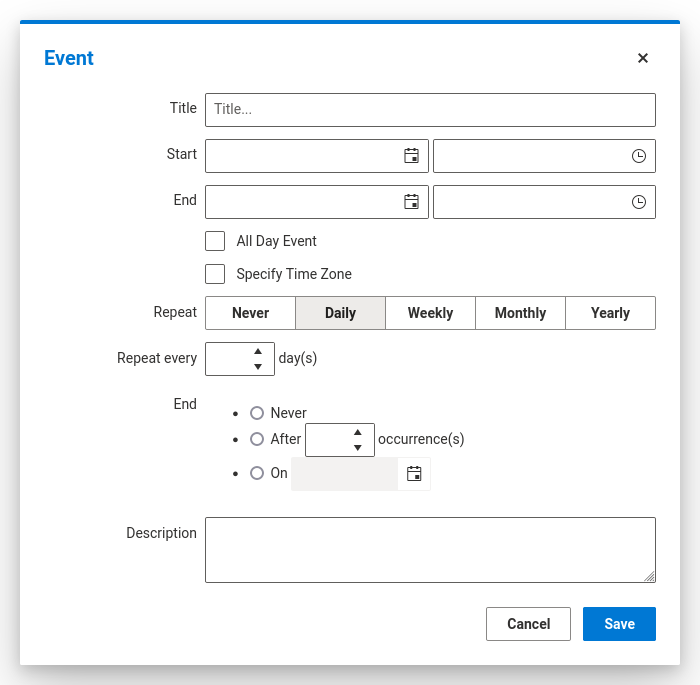 Event
Title Title...
Start
End
All Day Event
Specify Time Zone
Repeat Never Daily Weekly Monthly Yearly
Repeat every day(s)
End
Never
After occurrence(s)
On
Description
Cancel Save